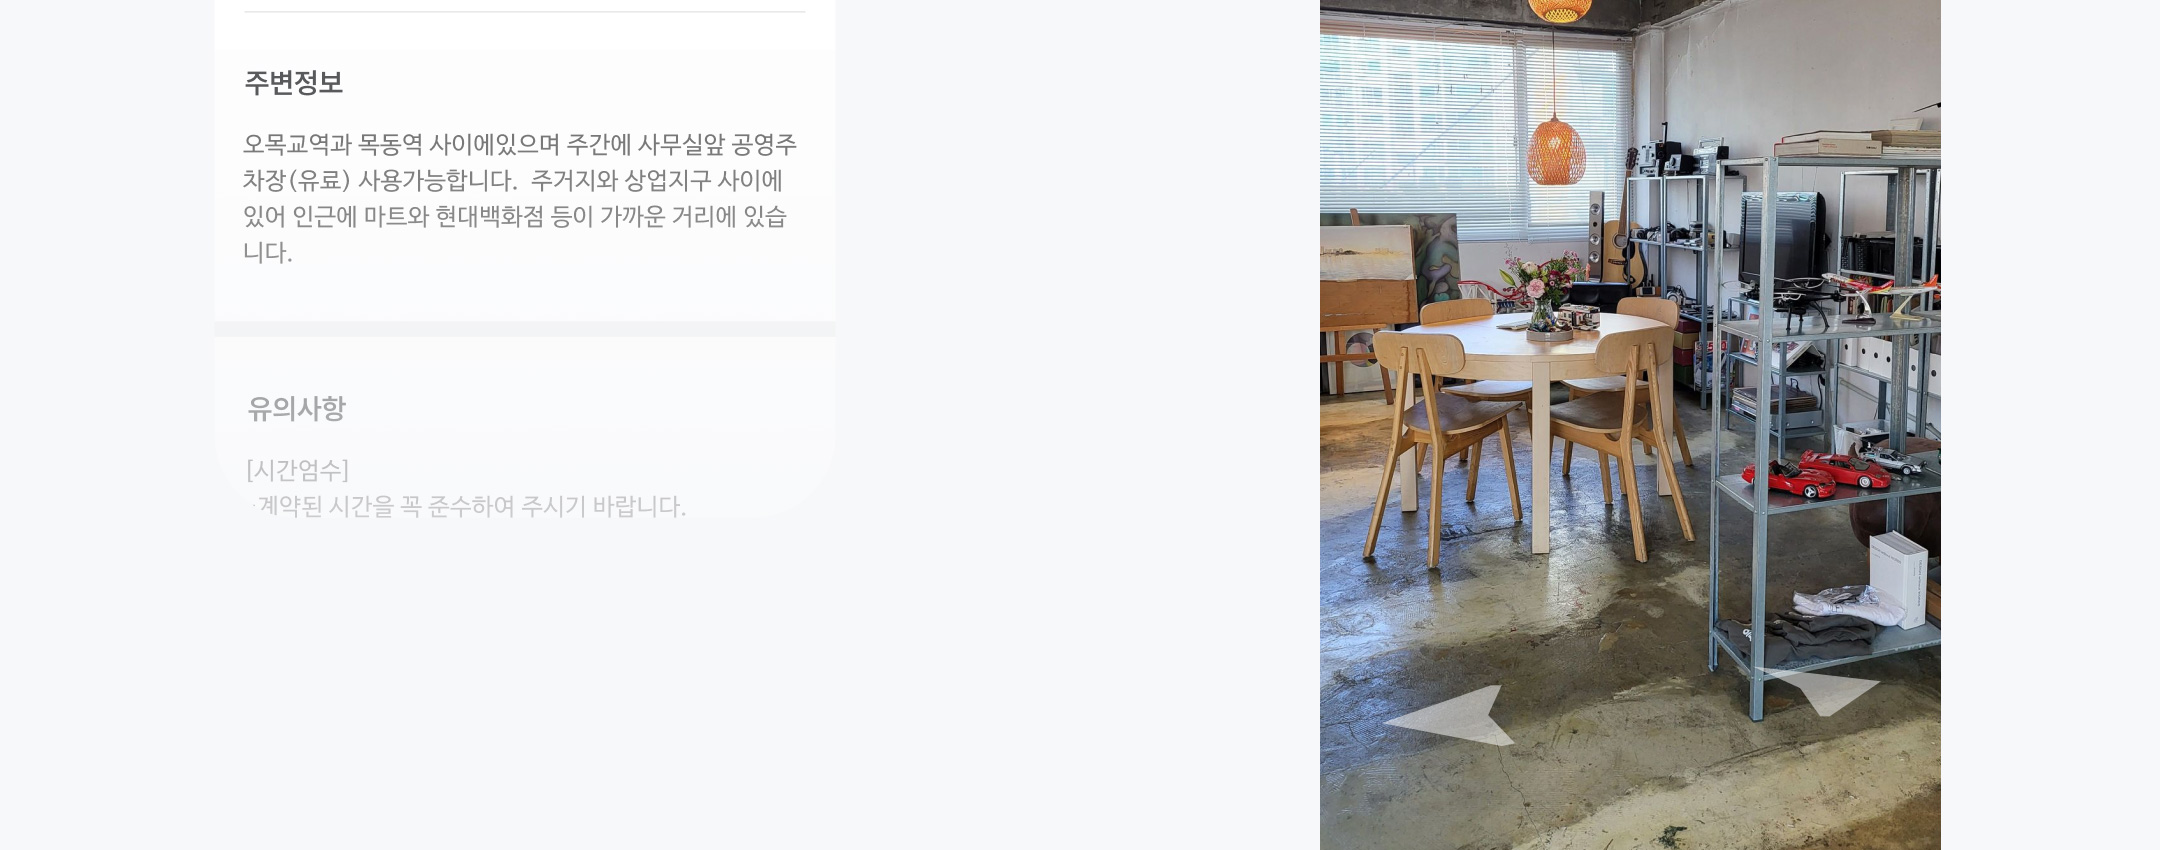 주변정보
오목교역과 목동역 사이에있으며 주간에 사무실앞 공영주
차장(유료) 사용가능합니다. 주거지와 상업지구 사이에
있어 인근에 마트와 현대백화점 등이 가까운 거리에 있습
니다.
유의사항
[시간엄수]
·계약된 시간을 꼭 준수하여 주시기 바랍니다.